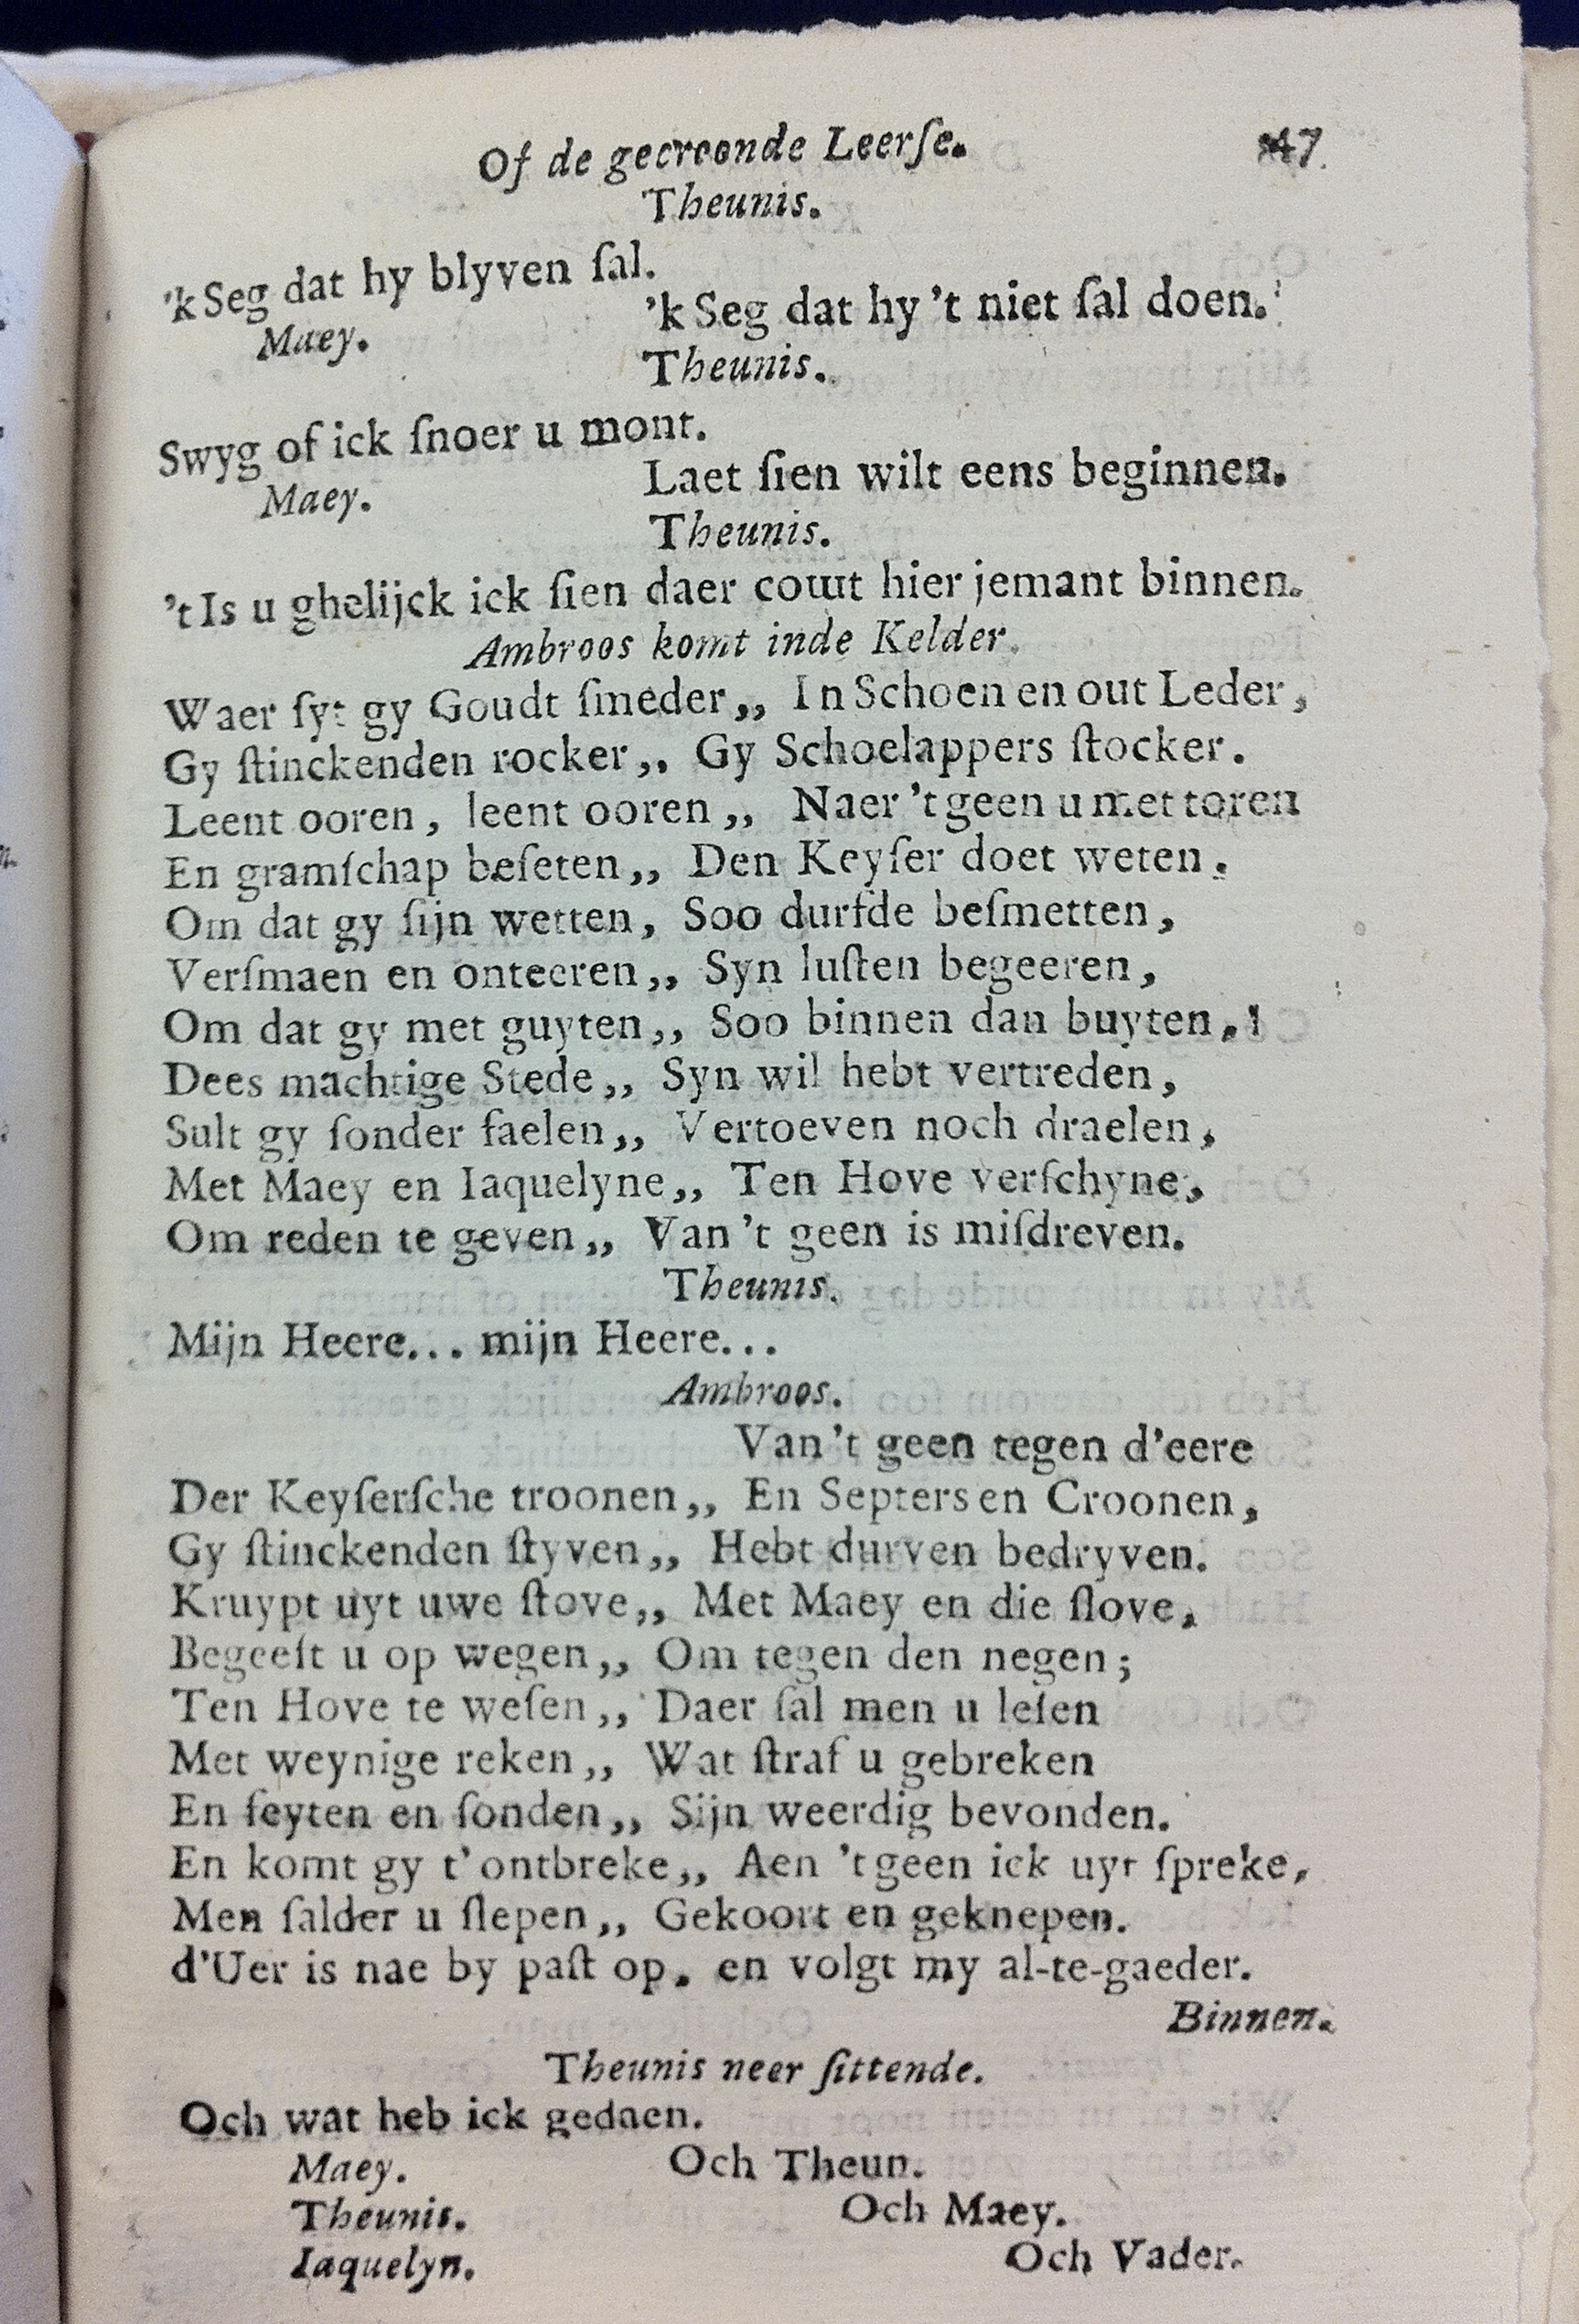 Of de gecroonde Leerſe. 47
Theunis.
'k Seg dat hy blyven ſal.
Maey. 'k Seg dat hy 't niet ſal doen.
Theunis.
Swyg of ick ſnoer u mont.
Maey. Laet ſien wilt eens beginnen.
Theunis.
't Is u ghelijck ick ſien daer comt hier jemant binnen.
Ambroos komt inde Kelder.
Waer ſyt gy Goudt ſmeder,, In Schoen en out Leder,
Gy ſtinckenden rocker,, Gy Schoelappers ſtocker.
Leent ooren, leent ooren,, Naer 't geen u met toren
En gramſchap beſeten,, Den Keyſer doet weten.
Om dat gy ſijn wetten, Soo durfde beſmetten,
Verſmaen en onteeren,, Syn luſten begeeren,
Om dat gy met guyten,, Soo binnen dan buyten,
Dees machtige Stede,, Syn wil hebt vertreden,
Sult gy ſonder faelen,, Vertoeven noch draelen,
Met Maey en Iaquelyne,, Ten Hove verſchyne,
Om reden te geven,, Van 't geen is miſdreven.
Theunis.
Mijn Heere... mijn Heere...
Ambroos.
Van 't geen tegen d'eere
Der Keyſerſche troonen,, En Septers en Croonen,
Gy ſtinckenden ſtyven,, Hebt durven bedryven.
Kruypt uyt uwe ſtove,, Met Maey en die ſlove,
Begeeft u op wegen,, Om tegen den negen;
Ten Hove te weſen,, Daer ſal men u leſen
Met weynige reken,, Wat ſtraf u gebreken
En feyten en ſonden,, Sijn weerdig bevonden.
En komt gy t' ontbreke,, Aen 't geen ick uyt ſpreke,
Men ſalder u ſlepen,, Gekoort en geknepen.
d'Uer is nae by paſt op. en volgt my al-te-gaeder.
Binnen.
Theunis neer ſittende.
Och wat heb ick gedaen.
Maey. Och Theun.
Theunis. Och Maey.
Iaquelyn. Och Vader.